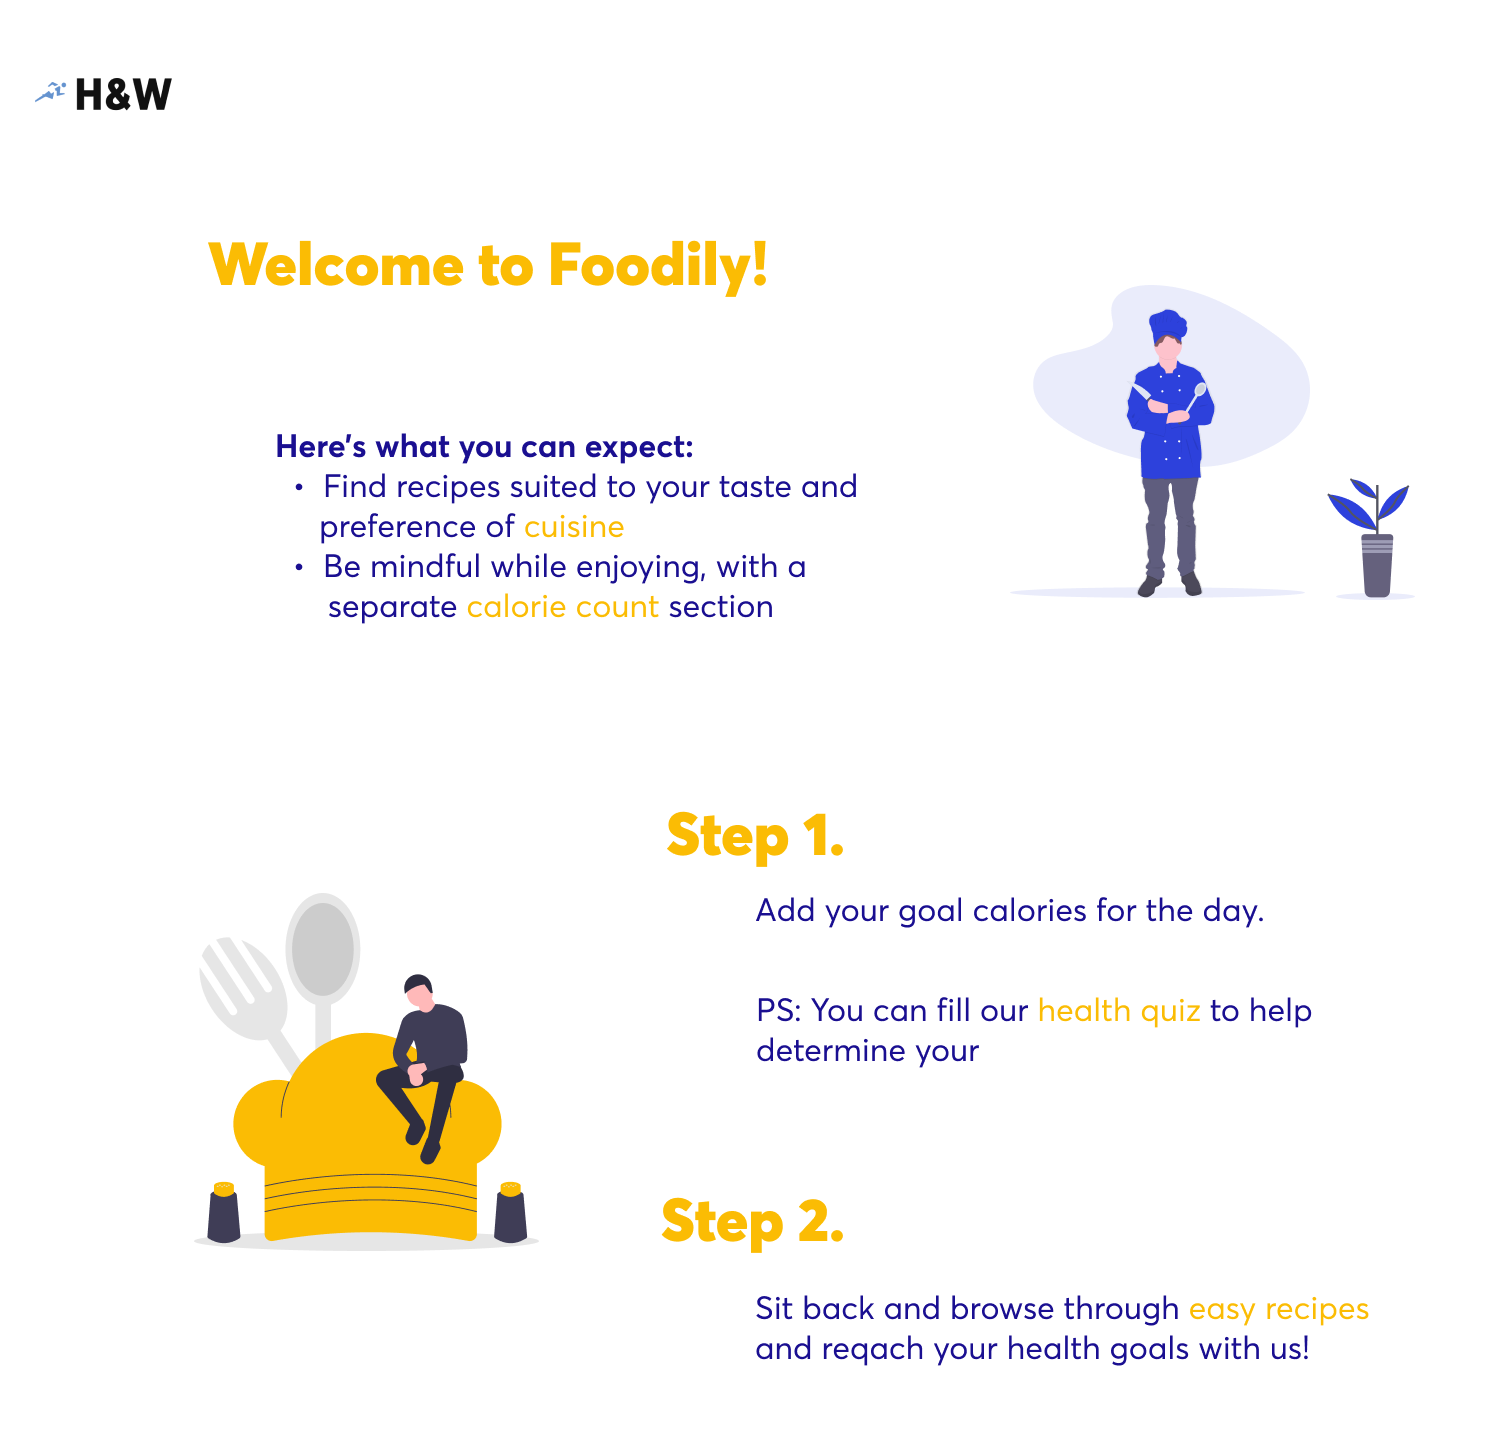 H&W
Welcome to Foodily!
Here's what you can expect:
• Find recipes suited to your taste and
preference of cuisine
• Be mindful while enjoying, with a
separate calorie count section
Step 1.
Add your goal calories for the day.
PS: You can fill our health quiz to help
determine your
Step 2.
Sit back and browse through easy recipes
and reqach your health goals with us!